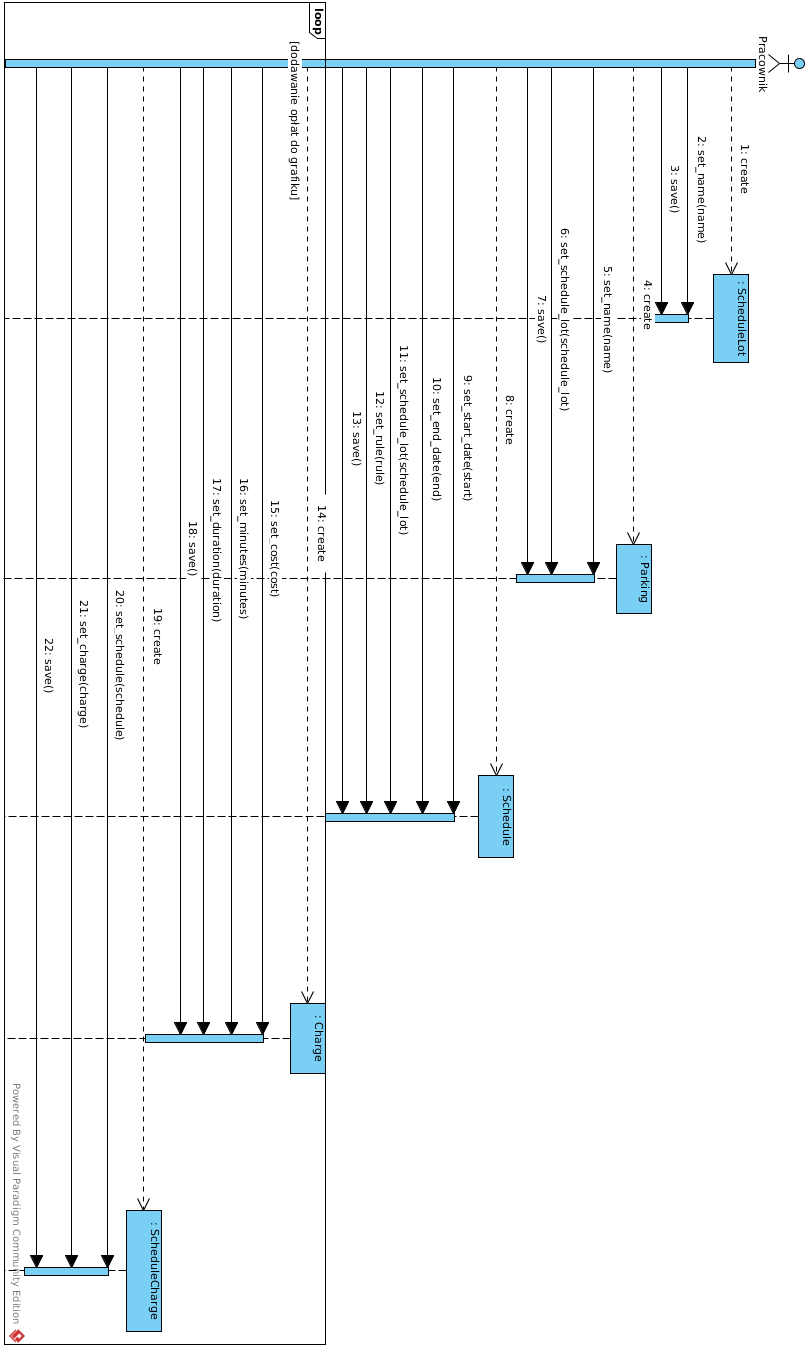 Pracownik
1: create
: ScheduleLot
2: set_name(name)
3: save()
4: create
: Parking
5: set_name(name)
6: set_schedule_lot(schedule_lot)
7: save()
8: create
: Schedule
9: set_start_date(start)
10: set_end_date(end)
11: set_schedule_lot(schedule_lot)
12: set_rule(rule)
13: save()
loop
[dodawanie opłat do grafiku]
14: create
: Charge
15: set_cost(cost)
16: set_minutes(minutes)
17: set_duration(duration)
18: save()
19: create
: ScheduleCharge
20: set_schedule(schedule)
21: set_charge(charge)
22: save()
Powered By Visual Paradigm Community Edition